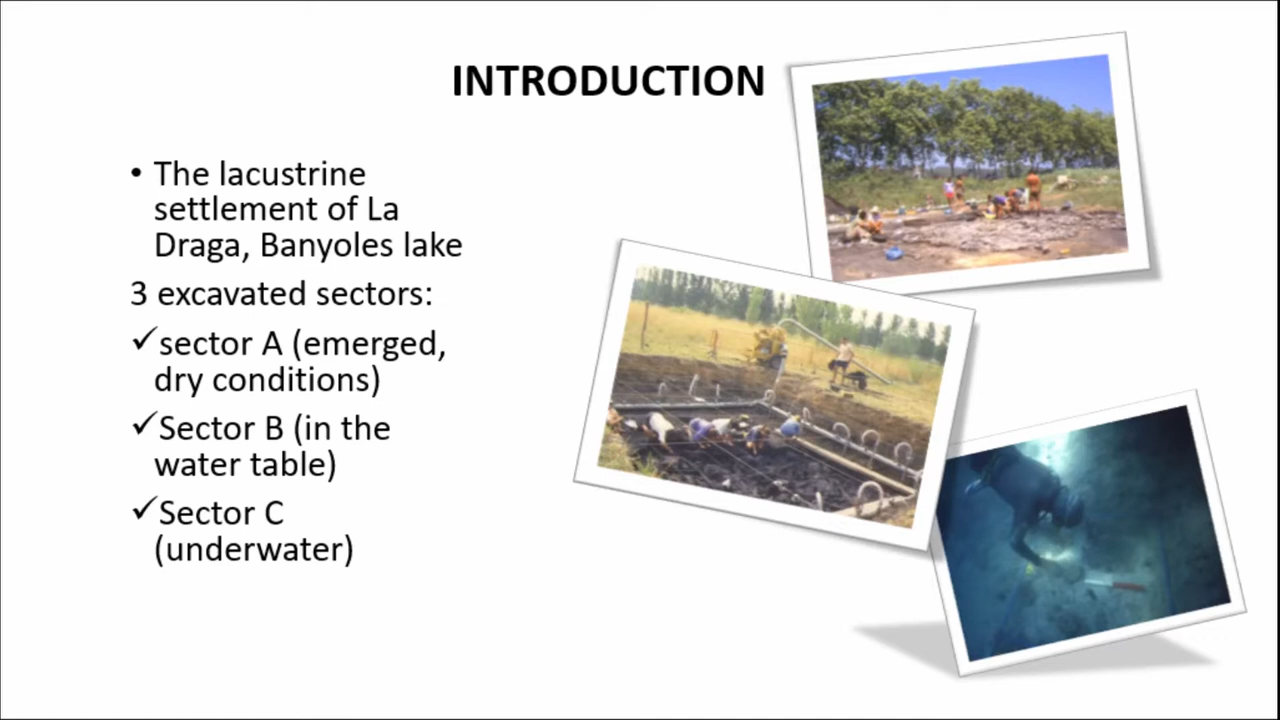 INTRODUCTION
• The lacustrine
settlement of La
Draga, Banyoles lake
3 excavated sectors:
✓sector A (emerged,
dry conditions)
✓Sector B (in the
water table)
✓Sector C
(underwater)